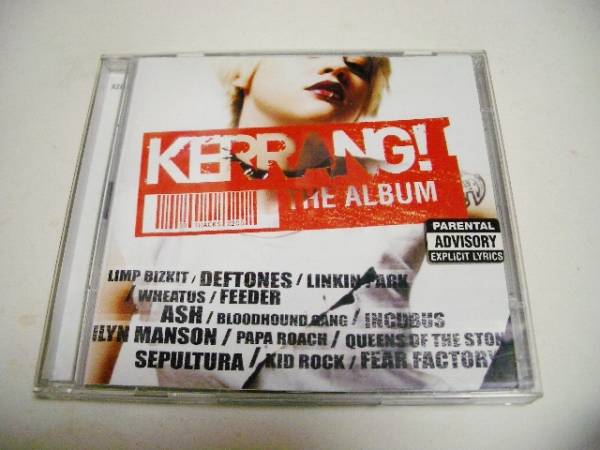 KERRANG!
THE ALBUM
PARENTAL
ADVISORY
EXPLICIT LYRICS
LIMP BIZKIT / DEFTONES / LINKIN PARK
/ WHEATUS / FEEDER
ASH / BLOODHOUND GANG / INCUBUS
ILYN MANSON / PAPA ROACH / QUEENS OF THE STON
SEPULTURA / KID ROCK / FEAR FACTORY